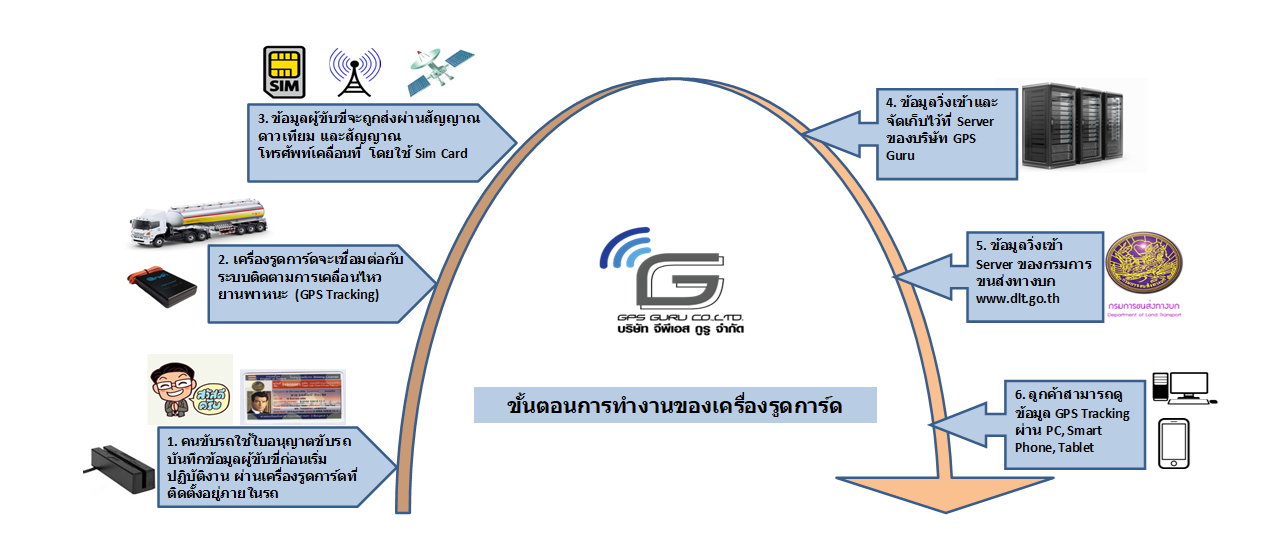 SIM
3. ข้อมูลผู้ขับขี่จะถูกส่งผ่านสัญญาณ
ดาวเทียม และสัญญาณ
โทรศัพท์เคลื่อนที่ โดยใช้ Sim Card
4. ข้อมูลวิ่งเข้าและ
จัดเก็บไว้ที่ Server
ของบริษัท GPS
Guru
2. เครื่องรูดการ์ดจะเชื่อมต่อกับ
ระบบติดตามการเคลื่อนไหว
ยานพาหนะ (GPS Tracking)
5. ข้อมูลวิ่งเข้า
Server ของกรมการ
ขนส่งทางบก
www.dlt.go.th
กรมการขนส่งทางบก
Department of Land Transport
GPS GURU CO.,LTD.
บริษัท จีพีเอส กูรู จำกัด
สวัสดี
ครับ
1. คนขับรถใช้ใบอนุญาตขับรถ
บันทึกข้อมูลผู้ขับขี่ก่อนเริ่ม
ปฏิบัติงาน ผ่านเครื่องรูดการ์ดที่
ติดตั้งอยู่ภายในรถ
ขั้นตอนการทำงานของเครื่องรูดการ์ด
6. ลูกค้าสามารถดู
ข้อมูล GPS Tracking
ผ่าน PC, Smart
Phone, Tablet